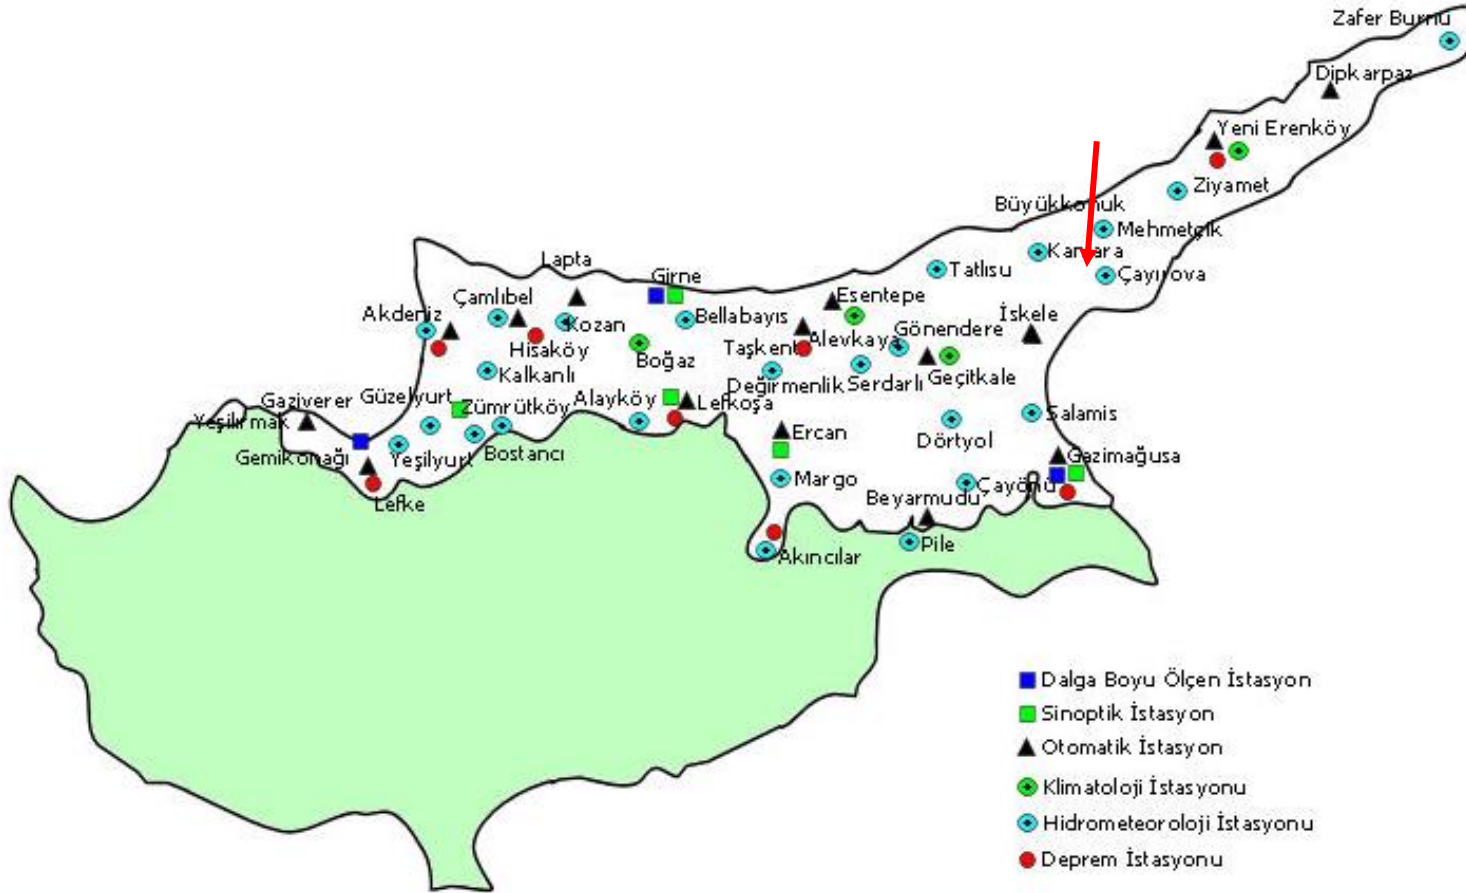 Zafer Burnu
Dipkarpaz
Yeni Erenköy
Ziyamet
Büyükkonuk
Mehmetçik
Kantara
Çayırova
Tatlısu
Lapta
Girne
Esentepe
İskele
Çamlıbel
Akdeniz
Kozan
Bellabayıs
Gönendere
Hisaköy
Taşkent
Alevkaya
Boğaz
Kalkanlı
Değirmenlik
Serdarlı
Geçitkale
Güzelyurt
Gaziverer
Zümrütköy
Alayköy
Lefkoşa
Salamis
Yeşilırmak
Ercan
Dörtyol
Gemikonağı
Yeşilyurt
Bostancı
Gazimağusa
Margo
Çayönü
Beyarmudu
Lefke
Pile
Akıncılar
Dalga Boyu Ölçen İstasyon
Sinoptik İstasyon
Otomatik İstasyon
Klimatoloji İstasyonu
Hidrometeoroloji İstasyonu
Deprem İstasyonu